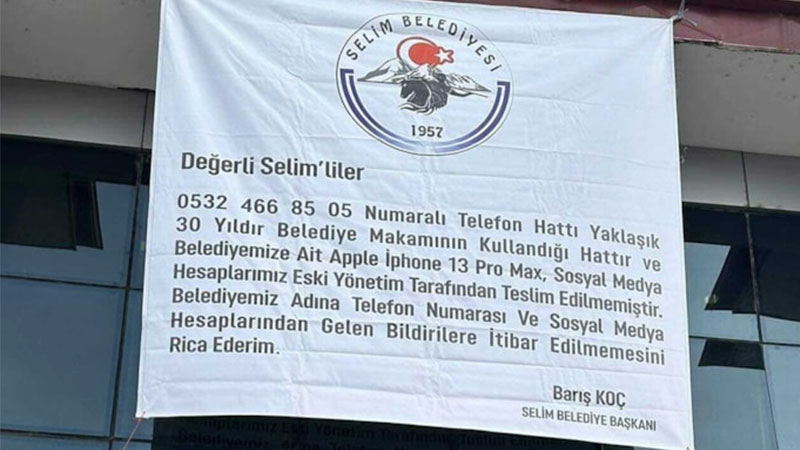 SELİM BELEDİYESİ
1957
Değerli Selim'liler
0532 466 85 05 Numaralı Telefon Hattı Yaklaşık
30 Yıldır Belediye Makamının Kullandığı Hattır ve
Belediyemize Ait Apple İphone 13 Pro Max, Sosyal Medya
Hesaplarımız Eski Yönetim Tarafından Teslim Edilmemiştir.
Belediyemiz Adına Telefon Numarası Ve Sosyal Medya
Hesaplarından Gelen Bildirilere İtibar Edilmemesini
Rica Ederim.
Barış KOÇ
SELİM BELEDİYE BAŞKANI